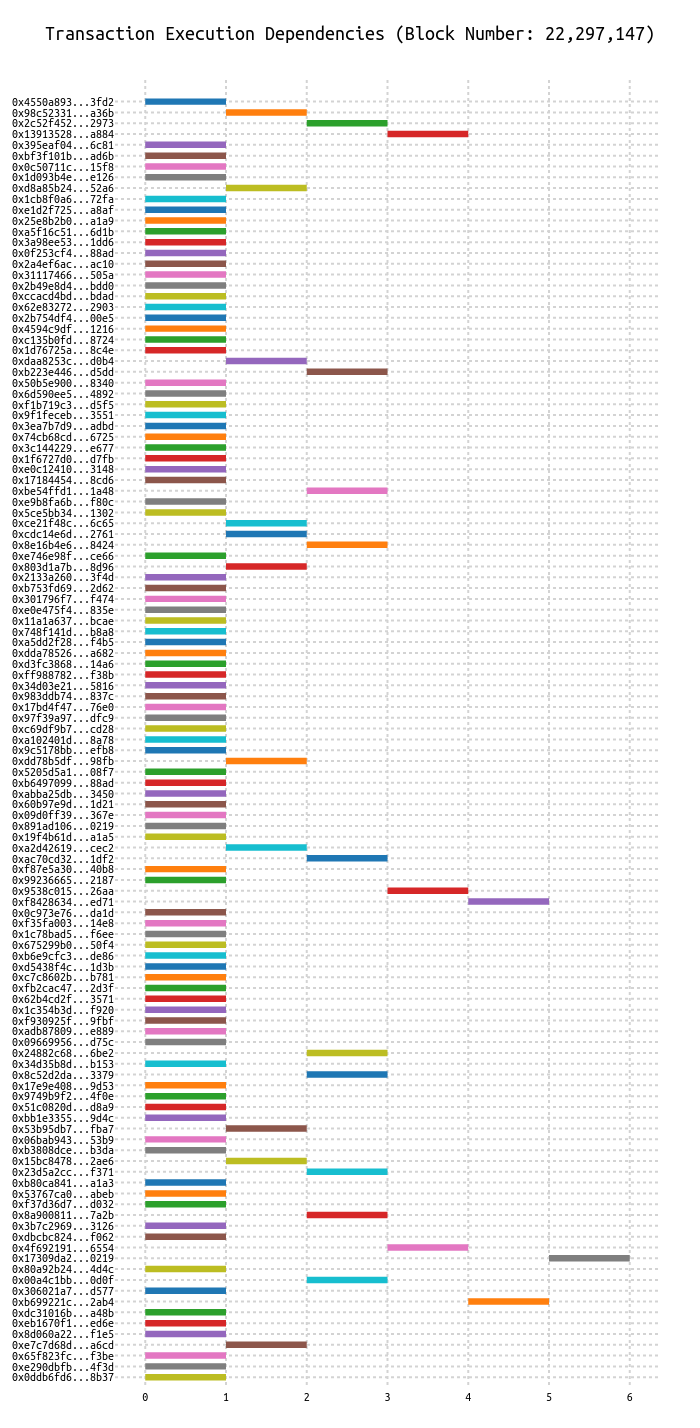 Transaction Execution Dependencies (Block Number: 22,297,147)
0x4550a893...3fd2
0x98c52331...a36b
0x2c52f452...2973
0x13913528...a884
0x395eaf04...6c81
0xbf3f101b...ad6b
0x0c50711c...15f8
0x1d093b4e...e126
0xd8a85b24...52a6
0x1cb8f0a6...72fa
0xe1d2f725...a8af
0x25e8b2b0...a1a9
0xa5f16c51...6d1b
0x3a98ee53...1dd6
0x0f253cf4...88ad
0x2a4ef6ac...ac10
0x31117466...505a
0x2b49e8d4...bdd0
0xccacd4bd...bdad
0x62e83272...2903
0x2b754df4...00e5
0x4594c9df...1216
0xc135b0fd...8724
0x1d76725a...8c4e
0xdaa8253c...d0b4
0xb223e446...d5dd
0x50b5e900...8340
0x6d590ee5...4892
0xf1b719c3...d5f5
0x9f1feceb...3551
0x3ea7b7d9...adbd
0x74cb68cd...6725
0x3c144229...e677
0x1f6727d0...d7fb
0xe0c12410...3148
0x17184454...8cd6
0xbe54ffd1...1a48
0xe9b8fa6b...f80c
0x5ce5bb34...1302
0xce21f48c...6c65
0xcdc14e6d...2761
0x8e16b4e6...8424
0xe746e98f...ce66
0x803d1a7b...8d96
0x2133a260...3f4d
0xb753fd69...2d62
0x301796f7...f474
0xe0e475f4...835e
0x11a1a637...bcae
0x748f141d...b8a8
0xa5dd2f28...f4b5
0xdda78526...a682
0xd3fc3868...14a6
0xff988782...f38b
0x34d03e21...5816
0x983ddb74...837c
0x17bd4f47...76e0
0x97f39a97...dfc9
0xc69df9b7...cd28
0xa102401d...8a78
0x9c5178bb...efb8
0xdd78b5df...98fb
0x5205d5a1...08f7
0xb6497099...88ad
0xabba25db...3450
0x60b97e9d...1d21
0x09d0ff39...367e
0x891ad106...0219
0x19f4b61d...a1a5
0xa2d42619...cec2
0xac70cd32...1df2
0xf87e5a30...40b8
0x99236665...2187
0x9538c015...26aa
0xf8428634...ed71
0x0c973e76...da1d
0xf35fa003...14e8
0x1c78bad5...f6ee
0x675299b0...50f4
0xb6e9cfc3...de86
0xd5438f4c...1d3b
0xc7c8602b...b781
0xfb2cac47...2d3f
0x62b4cd2f...3571
0x1c354b3d...f920
0xf930925f...9fbf
0xadb87809...e889
0x09669956...d75c
0x24882c68...6be2
0x34d35b8d...b153
0x8c52d2da...3379
0x17e9e408...9d53
0x9749b9f2...4f0e
0x51c0820d...d8a9
0xbb1e3355...9d4c
0x53b95db7...fba7
0x06bab943...53b9
0xb3808dce...b3da
0x15bc8478...2ae6
0x23d5a2cc...f371
0xb80ca841...a1a3
0x53767ca0...abeb
0xf37d36d7...d032
0x8a900811...7a2b
0x3b7c2969...3126
0xdbcbc824...f062
0x4f692191...6554
0x17309da2...0219
0x80a92b24...4d4c
0x00a4c1bb...0d0f
0x306021a7...d577
0xb699221c...2ab4
0xdc31016b...a48b
0xeb1670f1...ed6e
0x8d060a22...f1e5
0xe7c7d68d...a6cd
0x65f823fc...f3be
0xe290dbfb...4f3d
0x0ddb6fd6...8b37
0 1 2 3 4 5 6